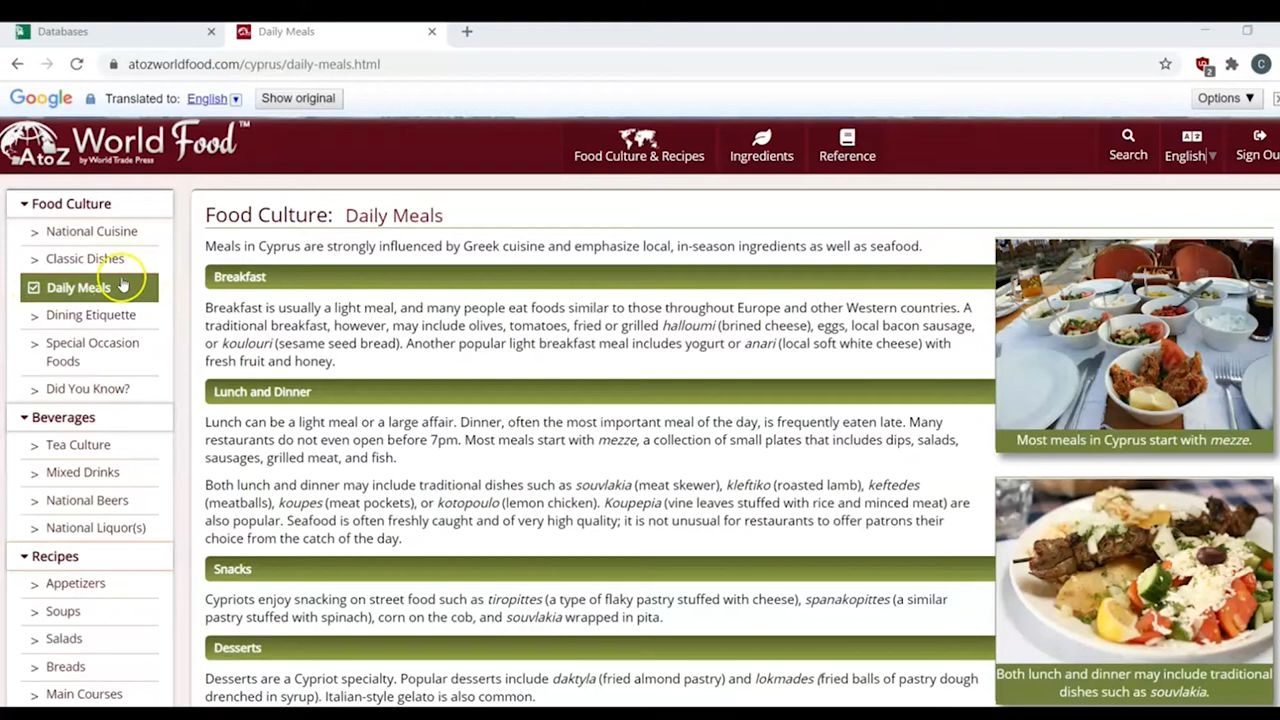 Databases
Daily Meals
atozworldfood.com/cyprus/daily-meals.html
2
C
Google Translated to: English Show original
Options ▼
AtoZ World Food™
by World Trade Press
Food Culture & Recipes
Ingredients
Reference
Search
English
Sign Ou
Food Culture
National Cuisine
Classic Dishes
Daily Meals
Dining Etiquette
Special Occasion
Foods
Did You Know?
Beverages
Tea Culture
Mixed Drinks
National Beers
National Liquor(s)
Recipes
Appetizers
Soups
Salads
Breads
Main Courses
Food Culture: Daily Meals
Meals in Cyprus are strongly influenced by Greek cuisine and emphasize local, in-season ingredients as well as seafood.
Breakfast
Breakfast is usually a light meal, and many people eat foods similar to those throughout Europe and other Western countries. A
traditional breakfast, however, may include olives, tomatoes, fried or grilled halloumi (brined cheese), eggs, local bacon sausage,
or koulouri (sesame seed bread). Another popular light breakfast meal includes yogurt or anari (local soft white cheese) with
fresh fruit and honey.
Lunch and Dinner
Lunch can be a light meal or a large affair. Dinner, often the most important meal of the day, is frequently eaten late. Many
restaurants do not even open before 7pm. Most meals start with mezze, a collection of small plates that includes dips, salads,
sausages, grilled meat, and fish.
Both lunch and dinner may include traditional dishes such as souvlakia (meat skewer), kleftiko (roasted lamb), keftedes
(meatballs), koupes (meat pockets), or kotopoulo (lemon chicken). Koupepia (vine leaves stuffed with rice and minced meat) are
also popular. Seafood is often freshly caught and of very high quality; it is not unusual for restaurants to offer patrons their
choice from the catch of the day.
Snacks
Cypriots enjoy snacking on street food such as tiropittes (a type of flaky pastry stuffed with cheese), spanakopittes (a similar
pastry stuffed with spinach), corn on the cob, and souvlakia wrapped in pita.
Desserts
Desserts are a Cypriot specialty. Popular desserts include daktyla (fried almond pastry) and lokmades (fried balls of pastry dough
drenched in syrup). Italian-style gelato is also common.
Most meals in Cyprus start with mezze.
Both lunch and dinner may include traditional
dishes such as souvlakia.